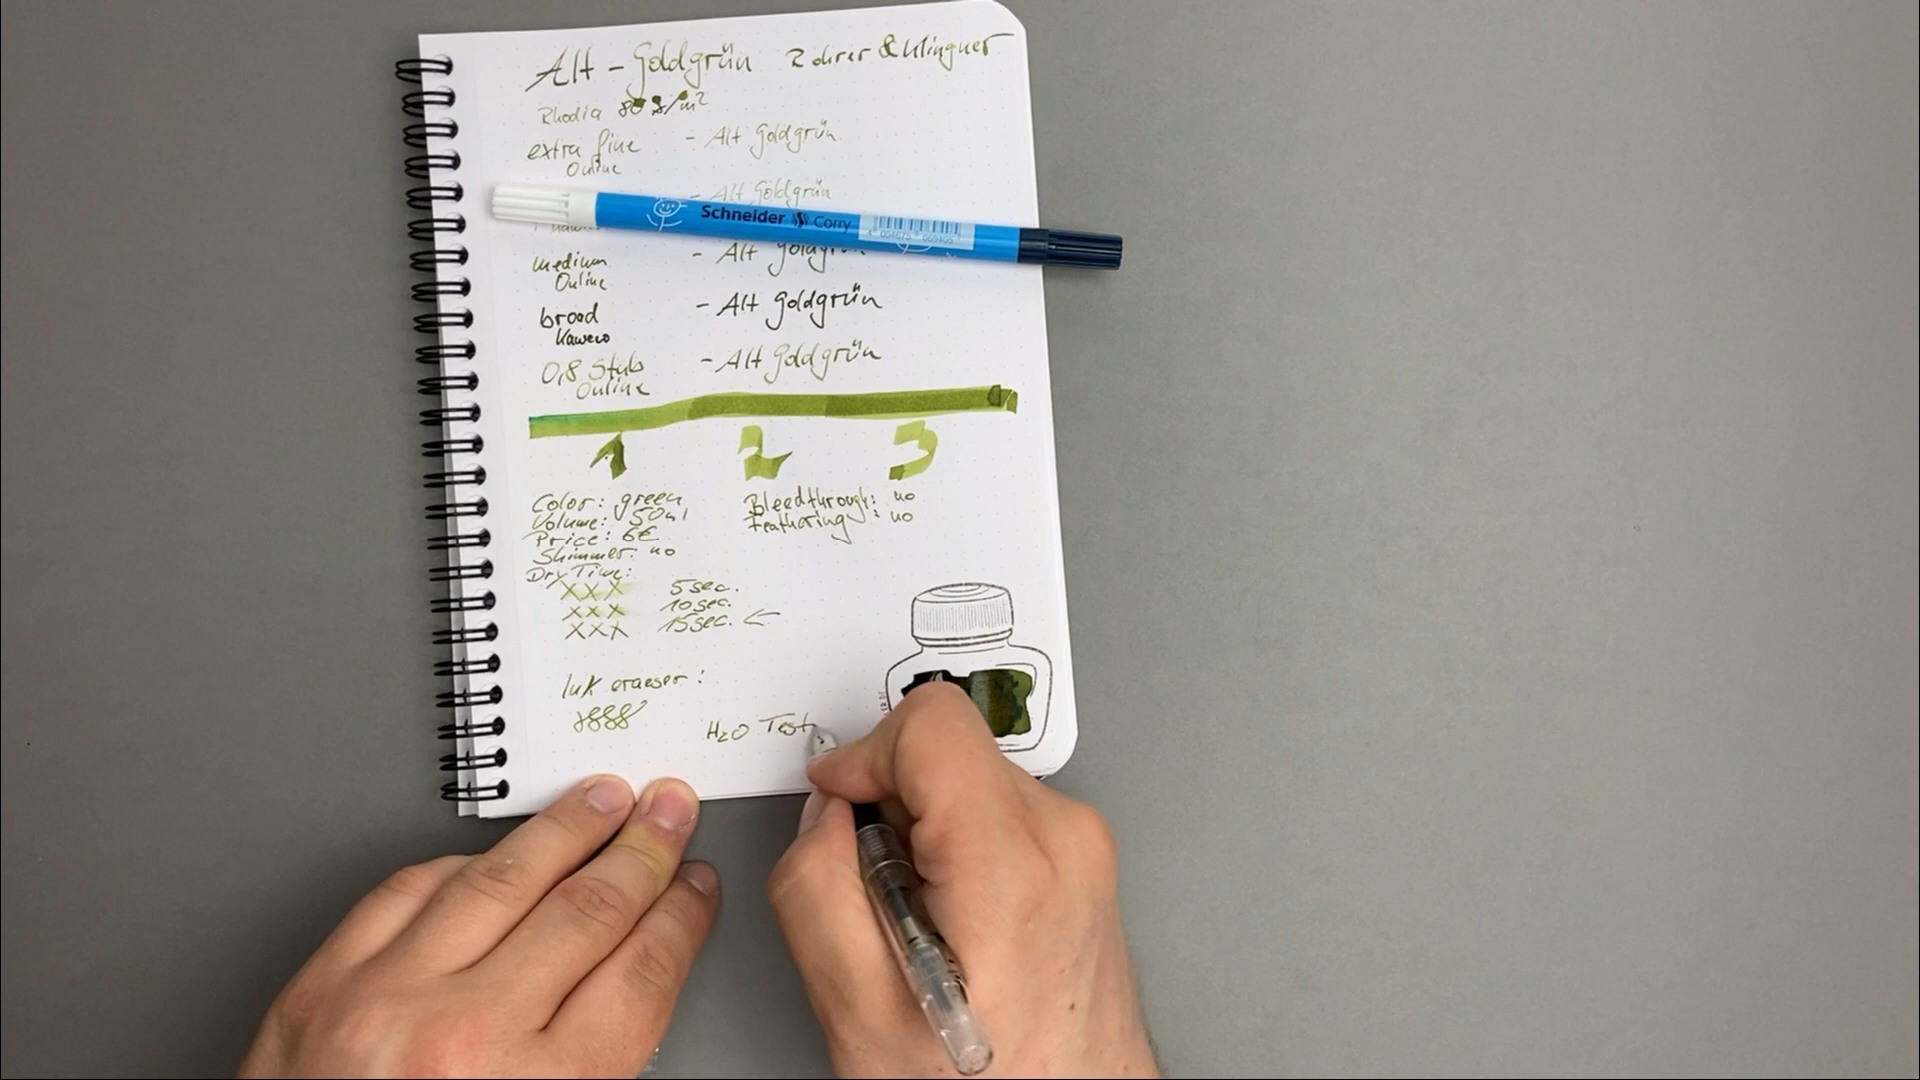 Alt - Goldgrün Rohrer & Klingner
Rhodia 80 g/m²
extra fine - Alt Goldgrün
Online
- Alt Goldgrün
Schneider Corry
medium - Alt Goldgrün
Online
broad - Alt Goldgrün
Kaweco
0,8 Stub - Alt Goldgrün
Online
1 2 3
Color: green Bleedthrough: no
Volume: 50ml Feathering: no
Price: 6€
Shimmer: no
Dry Time:
XXX 5sec.
XXX 10sec.
XXX 15sec. ←
Ink eraeser:
H2O Test